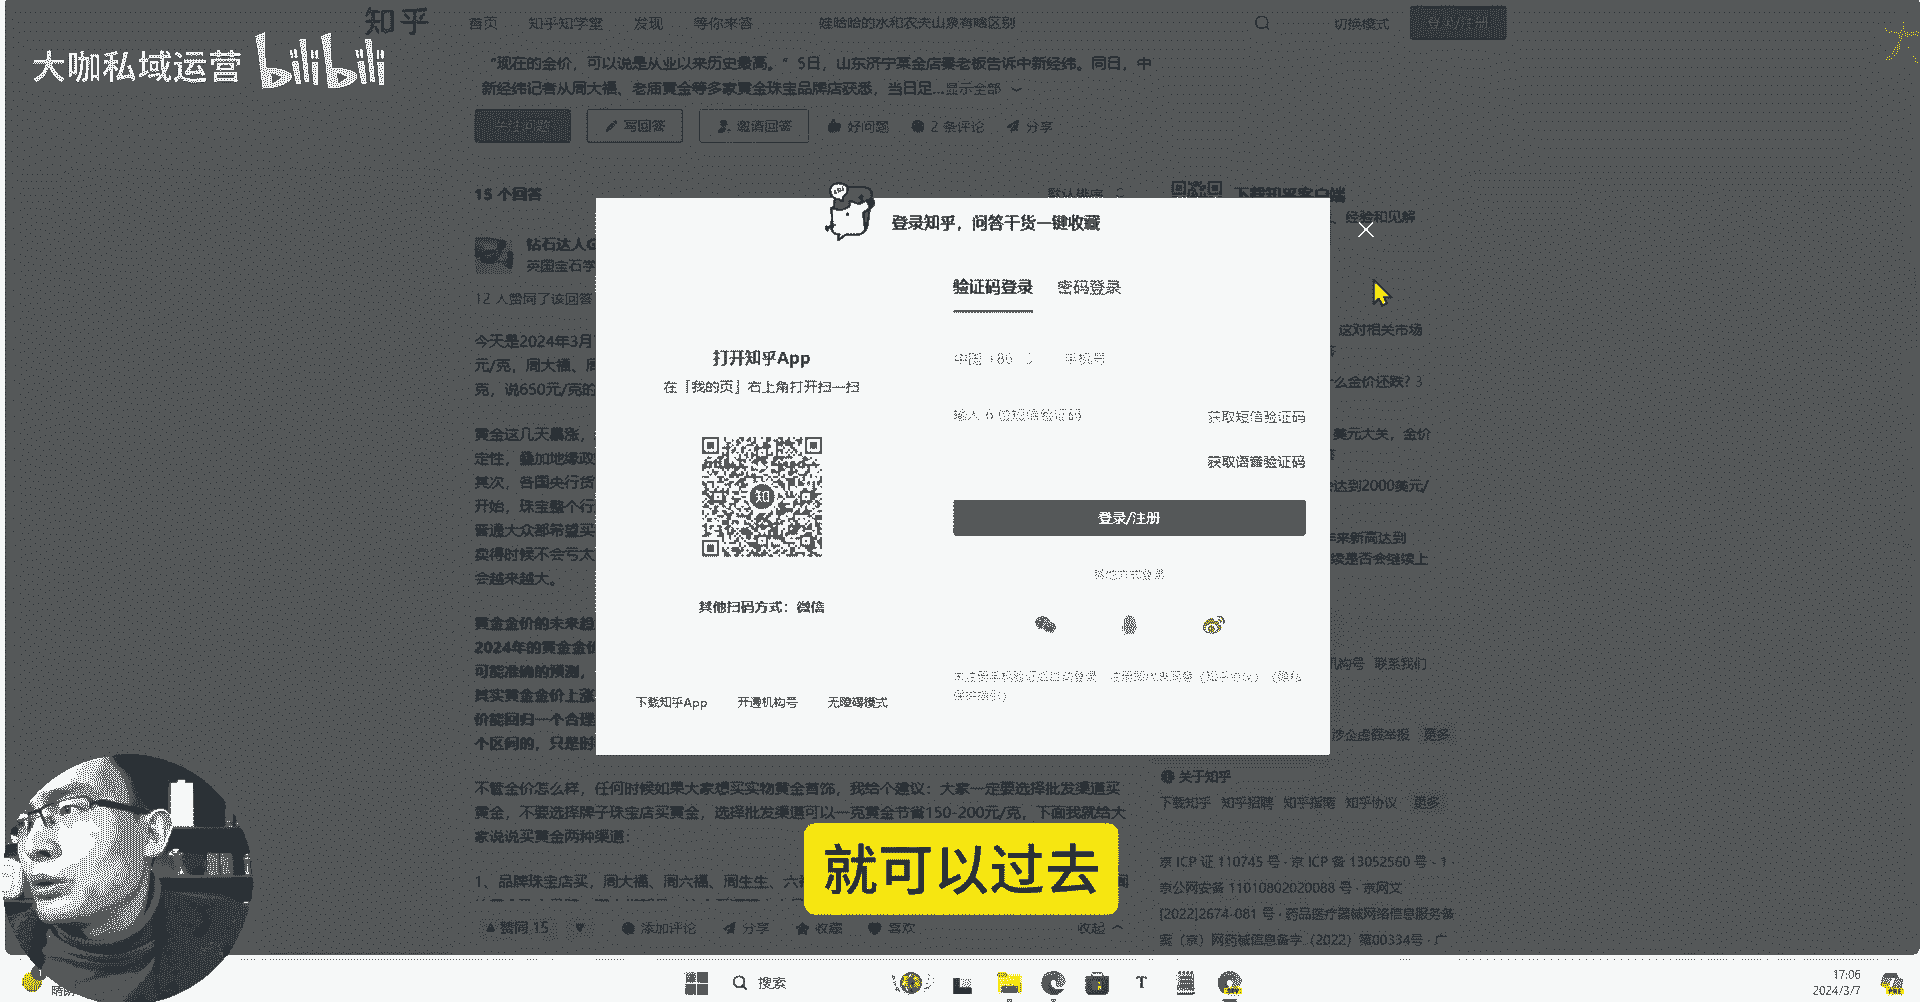 知乎
首页 知乎知学堂 发现 等你来答 娃哈哈的水和农夫山泉有啥区别 切换模式 登录/注册
大咖私域运营 bilibili
“现在的金价，可以说是从业以来历史最高。”5日，山东济宁菜金店秦老板告诉中新经纬。同日，中
新经纬记者从周大福、老庙黄金等多家黄金珠宝品牌店获悉，当日足...显示全部
关注问题 写回答 邀请回答 好问题 2 条评论 分享
15 个回答 默认排序
下载知乎客户端
经验和见解
登录知乎，问答干货一键收藏
钻石达人G
英国宝石学
12 人赞同了该回答
验证码登录 密码登录
打开知乎App
在「我的页」右上角打开扫一扫
中国 +86 手机号
输入 6 位短信验证码 获取短信验证码
获取语音验证码
登录/注册
其他方式登录
其他扫码方式：微信
未注册手机验证后自动登录，注册即代表同意《知乎协议》《隐私
保护指引》
下载知乎App 开通机构号 无障碍模式
今天是2024年3月
元/克，周大福、周
克，说650元/克的
黄金这几天暴涨，
定性，叠加地缘政
其次，各国央行货
开始，珠宝整个行
普通大众都希望买
卖得时候不会亏太
会越来越大。
黄金金价的未来趋
2024年的黄金金价
可能准确的预测，
其实黄金金价上涨
价能回归一个合理
个区间的，只是时
这对相关市场
什么金价还跌? 3
美元大关，金价
达到2000美元/
年来新高达到
续是否会继续上
机构号 联系我们
涉企虚假举报 更多
不管金价怎么样，任何时候如果大家想买实物黄金首饰，我给个建议：大家一定要选择批发渠道买
黄金，不要选择牌子珠宝店买黄金，选择批发渠道可以一克黄金节省150-200元/克，下面我就给大
家说说买黄金两种渠道：
1、品牌珠宝店买，周大福、周六福、周生生、六
赞同 15 添加评论 分享 收藏 喜欢 收起
关于知乎
下载知乎 知乎招聘 知乎指南 知乎协议 更多
京 ICP 证 110745 号 · 京 ICP 备 13052560 号 - 1 ·
京公网安备 11010802020088 号 · 京网文
[2022]2674-081 号 · 药品医疗器械网络信息服务备
案（京）网药械信息备字（2022）第00334号 · 广
就可以过去
搜索
T
17:06
2024/3/7